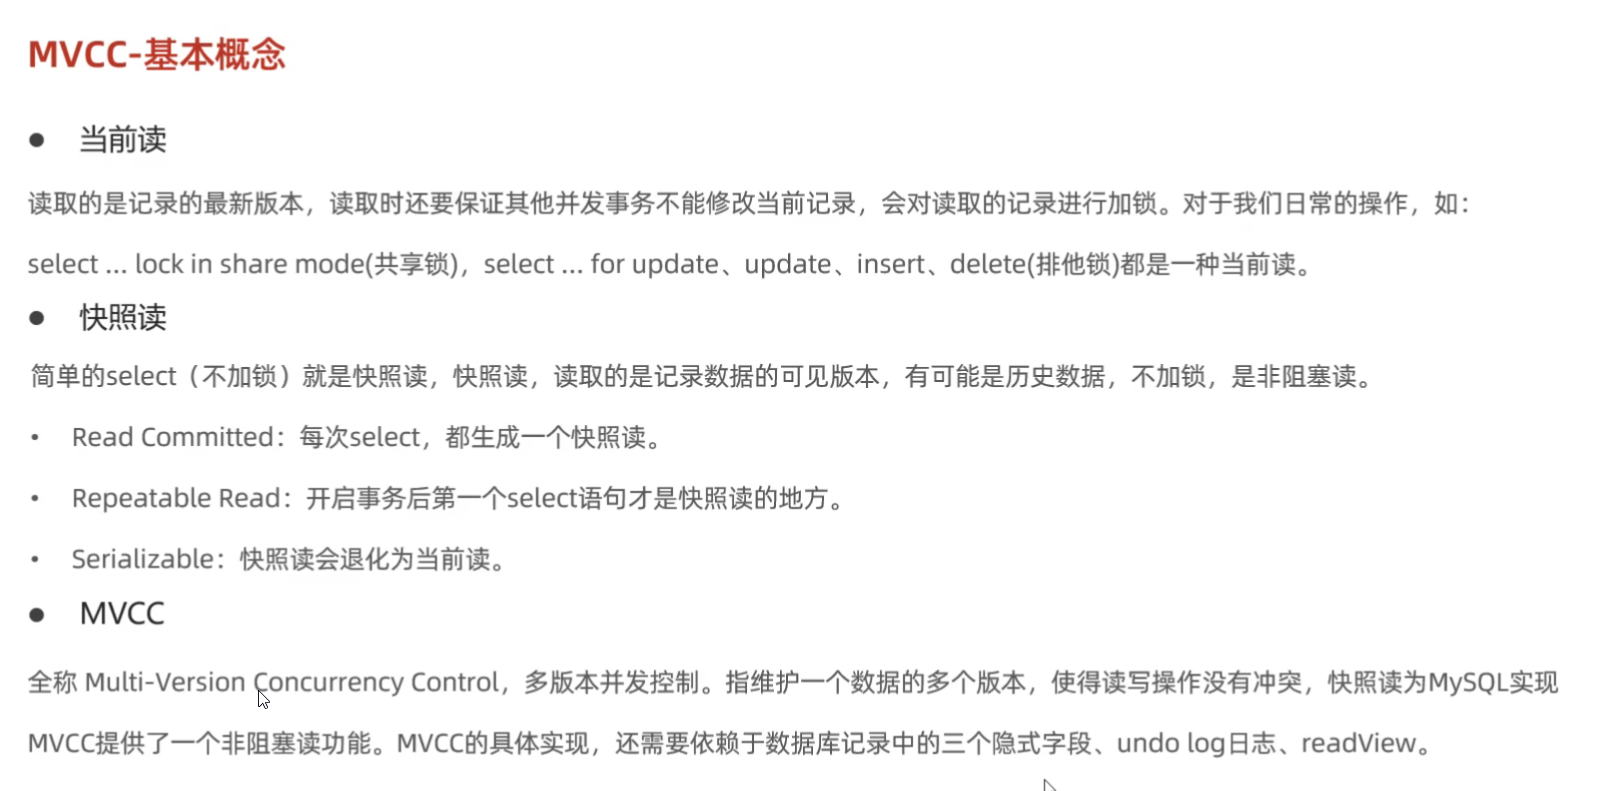 MVCC-基本概念
● 当前读
读取的是记录的最新版本，读取时还要保证其他并发事务不能修改当前记录，会对读取的记录进行加锁。对于我们日常的操作，如：
select ... lock in share mode(共享锁)，select ... for update、update、insert、delete(排他锁)都是一种当前读。
● 快照读
简单的select（不加锁）就是快照读，快照读，读取的是记录数据的可见版本，有可能是历史数据，不加锁，是非阻塞读。
• Read Committed：每次select，都生成一个快照读。
• Repeatable Read：开启事务后第一个select语句才是快照读的地方。
• Serializable：快照读会退化为当前读。
● MVCC
全称 Multi-Version Concurrency Control，多版本并发控制。指维护一个数据的多个版本，使得读写操作没有冲突，快照读为MySQL实现
MVCC提供了一个非阻塞读功能。MVCC的具体实现，还需要依赖于数据库记录中的三个隐式字段、undo log日志、readView。